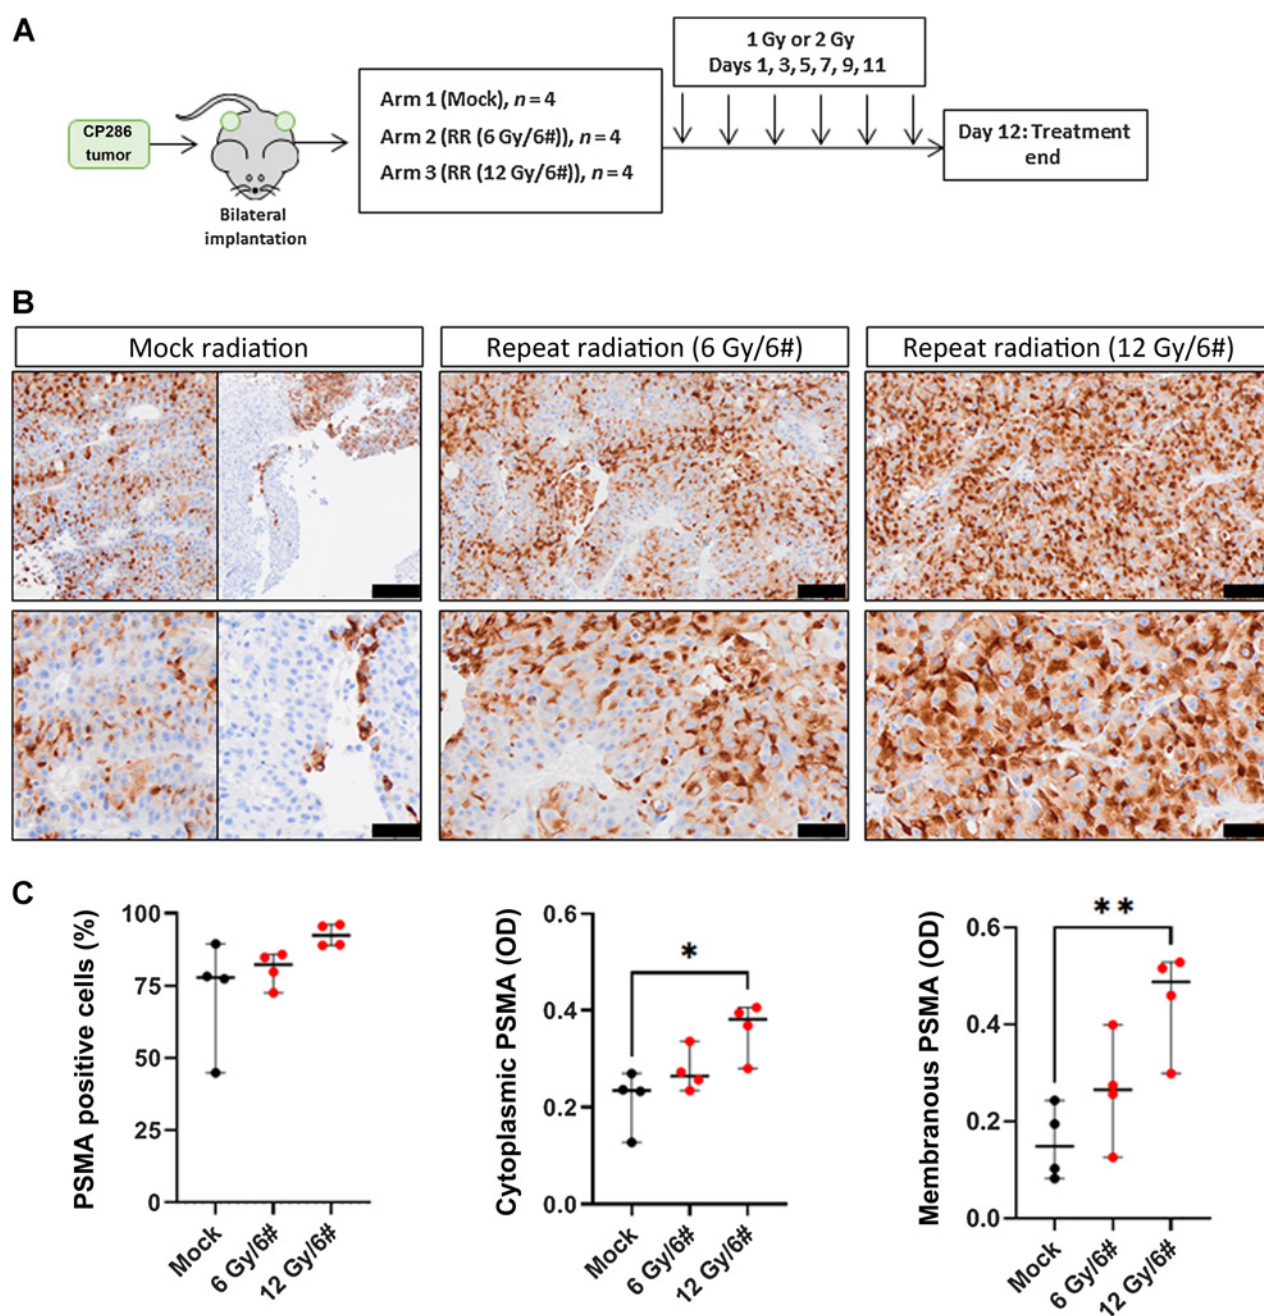 A
CP286
tumor
Bilateral
implantation
Arm 1 (Mock), n = 4
Arm 2 (RR (6 Gy/6#)), n = 4
Arm 3 (RR (12 Gy/6#)), n = 4
1 Gy or 2 Gy
Days 1, 3, 5, 7, 9, 11
Day 12: Treatment
end
B
Mock radiation
Repeat radiation (6 Gy/6#)
Repeat radiation (12 Gy/6#)
C
PSMA positive cells (%)
100
75
50
25
0
Mock
6 Gy/6#
12 Gy/6#
Cytoplasmic PSMA (OD)
0.6
0.4
0.2
0.0
*
Mock
6 Gy/6#
12 Gy/6#
Membranous PSMA (OD)
0.6
0.4
0.2
0.0
**
Mock
6 Gy/6#
12 Gy/6#